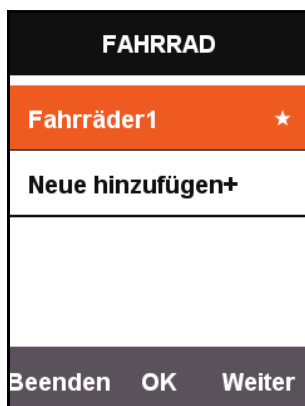 FAHRRAD
Fahrräder1 ★
Neue hinzufügen+
Beenden OK Weiter